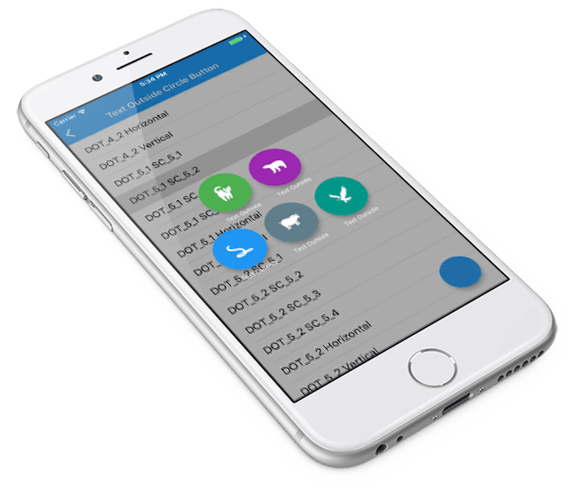 Carrier 5:34 PM
Text Outside Circle Button
DOT_4_2 Horizontal
DOT_4_2 Vertical
DOT_5_1 SC_5_1
DOT_5_1 SC_5_2
DOT_5_1 SC
DOT_5_1 SC
DOT_5_1 Horizontal
DOT_5_2 SC_5_1
DOT_5_2 SC_5_2
DOT_5_2 SC_5_3
DOT_5_2 SC_5_4
DOT_5_2 Horizontal
DOT_5_2 Vertical
Text Outside
Text Outside
Text Outside
Text Outside